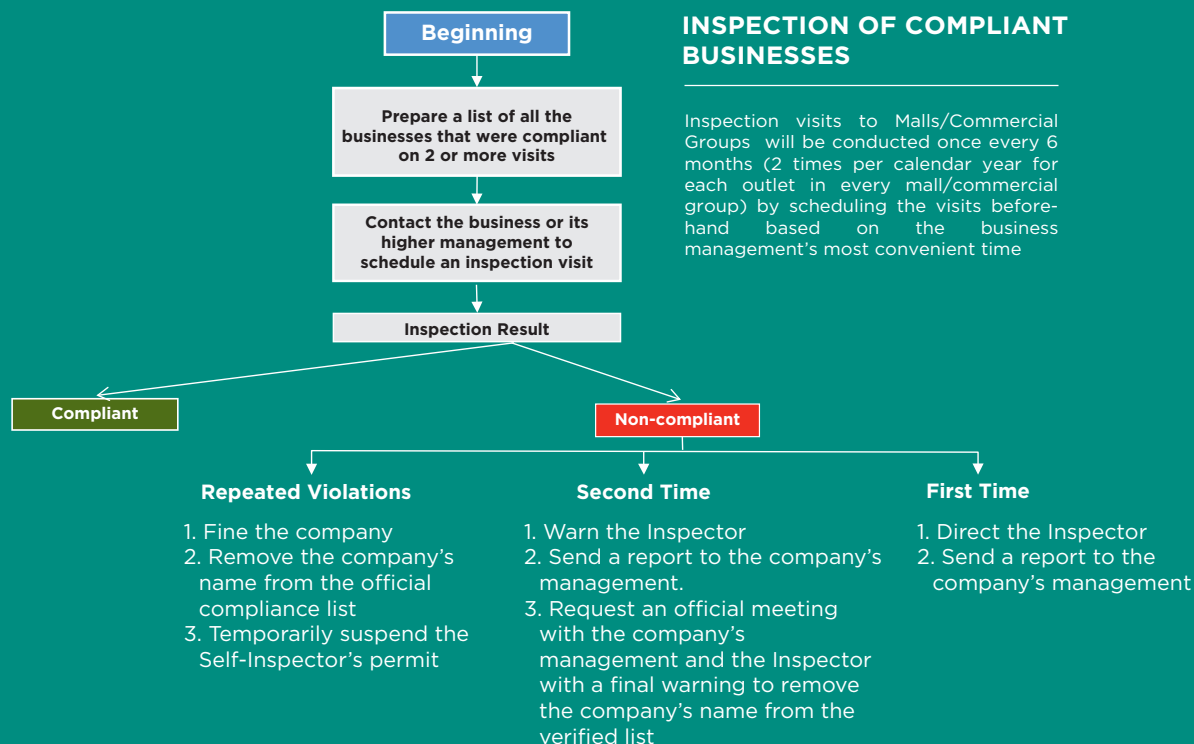 INSPECTION OF COMPLIANT
BUSINESSES
Inspection visits to Malls/Commercial
Groups will be conducted once every 6
months (2 times per calendar year for
each outlet in every mall/commercial
group) by scheduling the visits before-
hand based on the business
management’s most convenient time
Beginning
Prepare a list of all the
businesses that were compliant
on 2 or more visits
Contact the business or its
higher management to
schedule an inspection visit
Inspection Result
Compliant
Non-compliant
Repeated Violations
1. Fine the company
2. Remove the company’s
name from the official
compliance list
3. Temporarily suspend the
Self-Inspector’s permit
Second Time
1. Warn the Inspector
2. Send a report to the company’s
management.
3. Request an official meeting
with the company’s
management and the Inspector
with a final warning to remove
the company’s name from the
verified list
First Time
1. Direct the Inspector
2. Send a report to the
company’s management